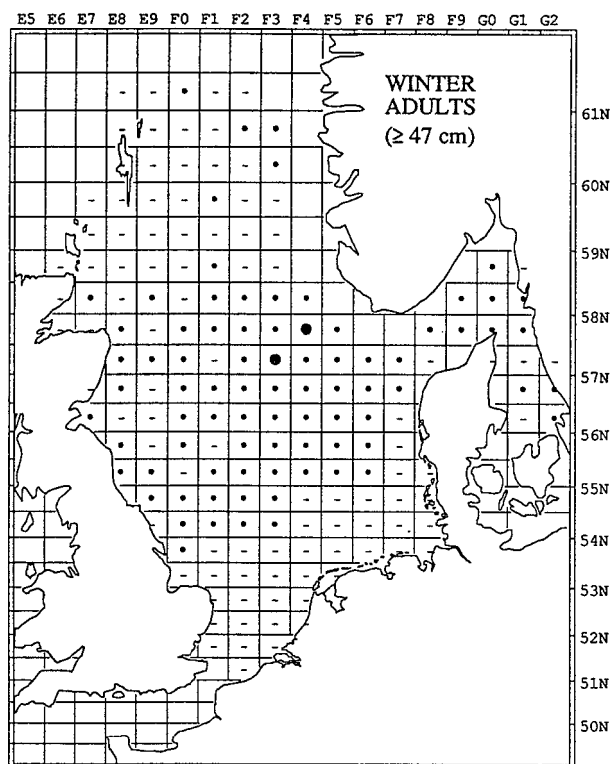 E5 E6 E7 E8 E9 F0 F1 F2 F3 F4 F5 F6 F7 F8 F9 G0 G1 G2
WINTER
ADULTS
(≥ 47 cm)
61N
60N
59N
58N
57N
56N
55N
54N
53N
52N
51N
50N